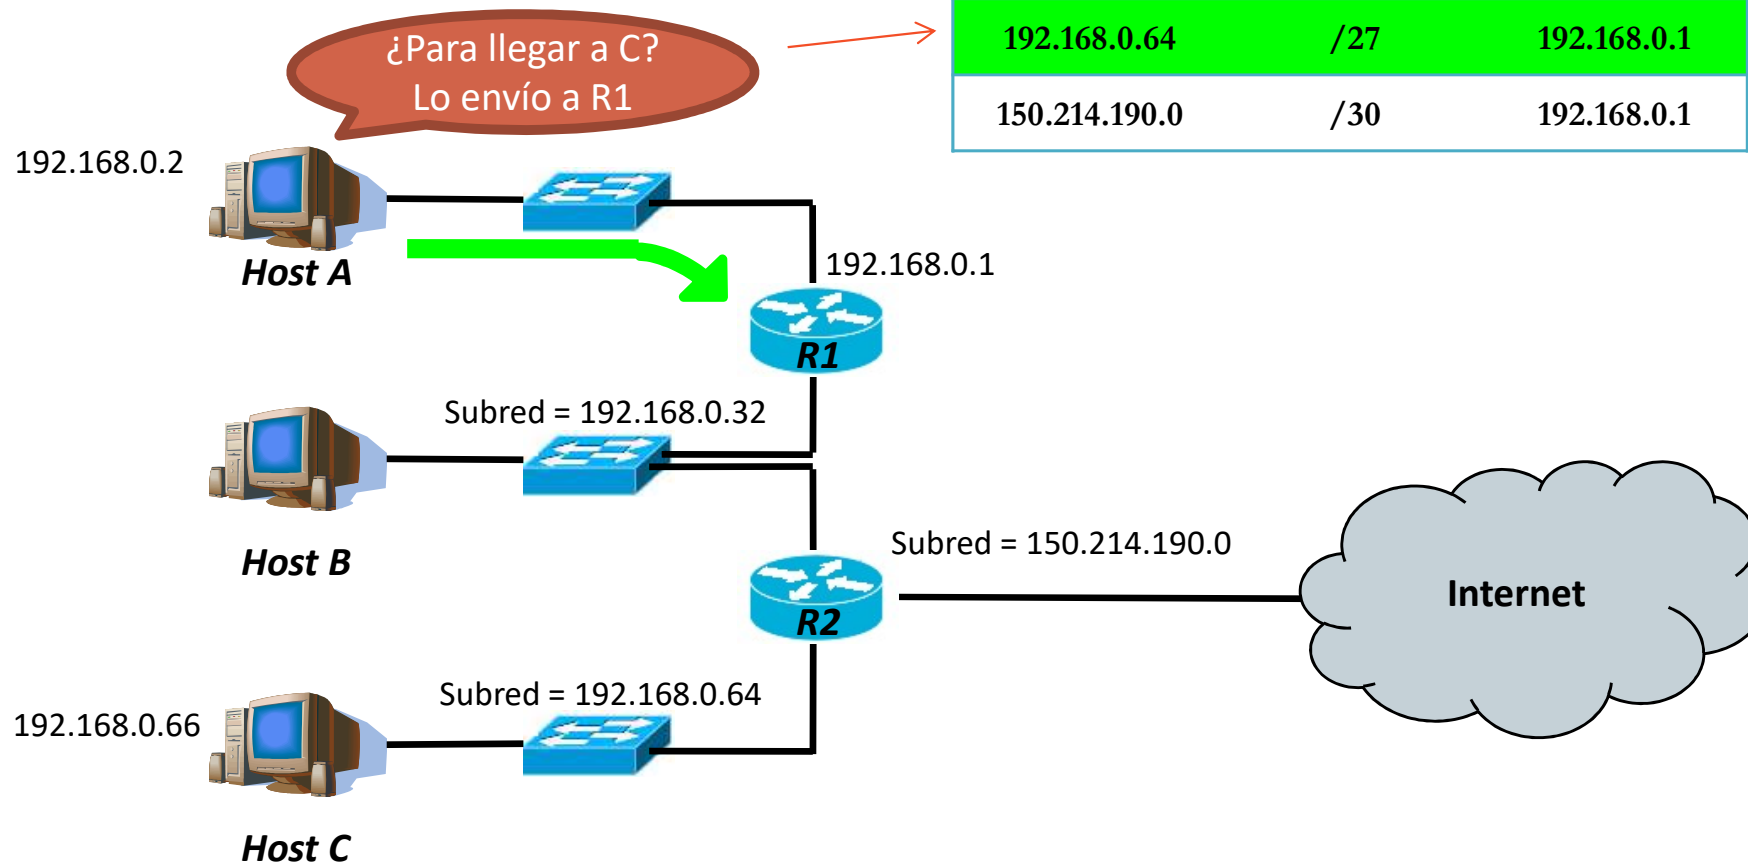 ¿Para llegar a C?
Lo envío a R1
192.168.0.64 /27 192.168.0.1
150.214.190.0 /30 192.168.0.1
192.168.0.2
Host A
192.168.0.1
R1
Subred = 192.168.0.32
Host B
Subred = 150.214.190.0
Internet
R2
Subred = 192.168.0.64
192.168.0.66
Host C